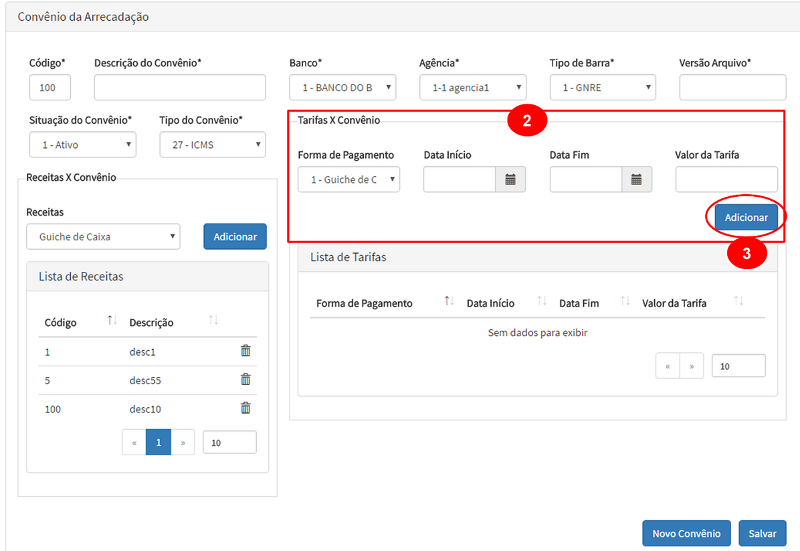 Convênio da Arrecadação
Código* Descrição do Convênio* Banco* Agência* Tipo de Barra* Versão Arquivo*
100 1 - BANCO DO B 1-1 agencia1 1 - GNRE
Situação do Convênio* Tipo do Convênio*
1 - Ativo 27 - ICMS
Receitas X Convênio
Receitas
Guiche de Caixa Adicionar
Lista de Receitas
Código Descrição
1 desc1
5 desc55
100 desc10
« 1 » 10
Tarifas X Convênio 2
Forma de Pagamento Data Início Data Fim Valor da Tarifa
1 - Guiche de C
Adicionar
3
Lista de Tarifas
Forma de Pagamento Data Início Data Fim Valor da Tarifa
Sem dados para exibir
« » 10
Novo Convênio Salvar